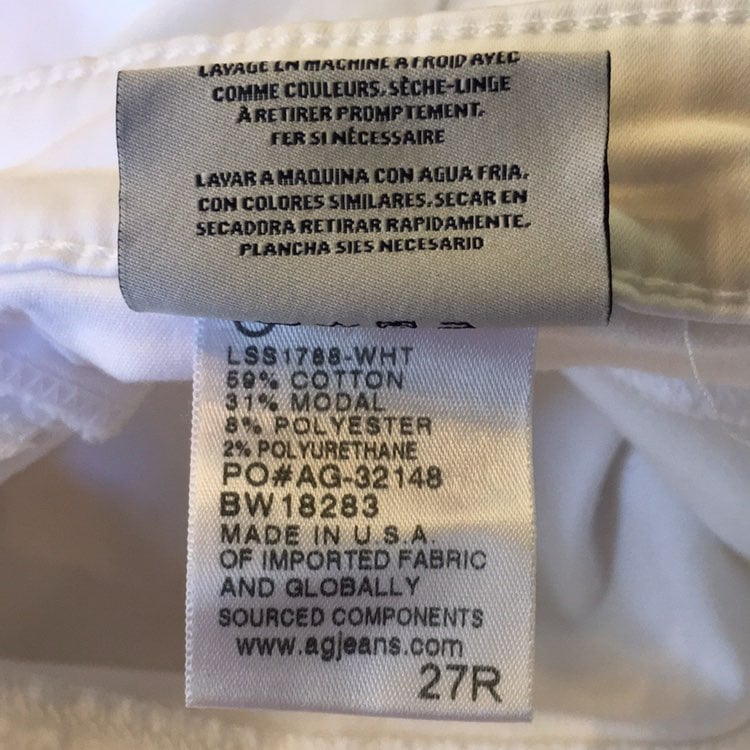 LAVAGE EN MACHINE A FROID AVEC
COMME COULEURS. SÈCHE-LINGE
À RETIRER PROMPTEMENT.
FER SI NÉCESSAIRE
LAVAR A MAQUINA CON AGUA FRIA.
CON COLORES SIMILARES. SECAR EN
SECADORA RETIRAR RAPIDAMENTE.
PLANCHA SIES NECESARIO
LSS1788-WHT
59% COTTON
31% MODAL
8% POLYESTER
2% POLYURETHANE
PO#AG-32148
BW18283
MADE IN U.S.A.
OF IMPORTED FABRIC
AND GLOBALLY
SOURCED COMPONENTS
www.agjeans.com
27R